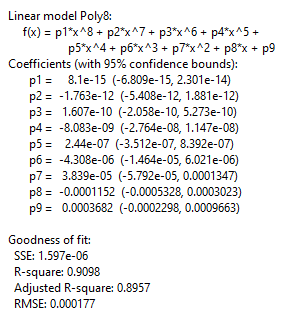 Linear model Poly8:
f(x) = p1*x^8 + p2*x^7 + p3*x^6 + p4*x^5 +
p5*x^4 + p6*x^3 + p7*x^2 + p8*x + p9
Coefficients (with 95% confidence bounds):
p1 = 8.1e-15 (-6.809e-15, 2.301e-14)
p2 = -1.763e-12 (-5.408e-12, 1.881e-12)
p3 = 1.607e-10 (-2.058e-10, 5.273e-10)
p4 = -8.083e-09 (-2.764e-08, 1.147e-08)
p5 = 2.44e-07 (-3.512e-07, 8.392e-07)
p6 = -4.308e-06 (-1.464e-05, 6.021e-06)
p7 = 3.839e-05 (-5.792e-05, 0.0001347)
p8 = -0.0001152 (-0.0005328, 0.0003023)
p9 = 0.0003682 (-0.0002298, 0.0009663)
Goodness of fit:
SSE: 1.597e-06
R-square: 0.9098
Adjusted R-square: 0.8957
RMSE: 0.000177